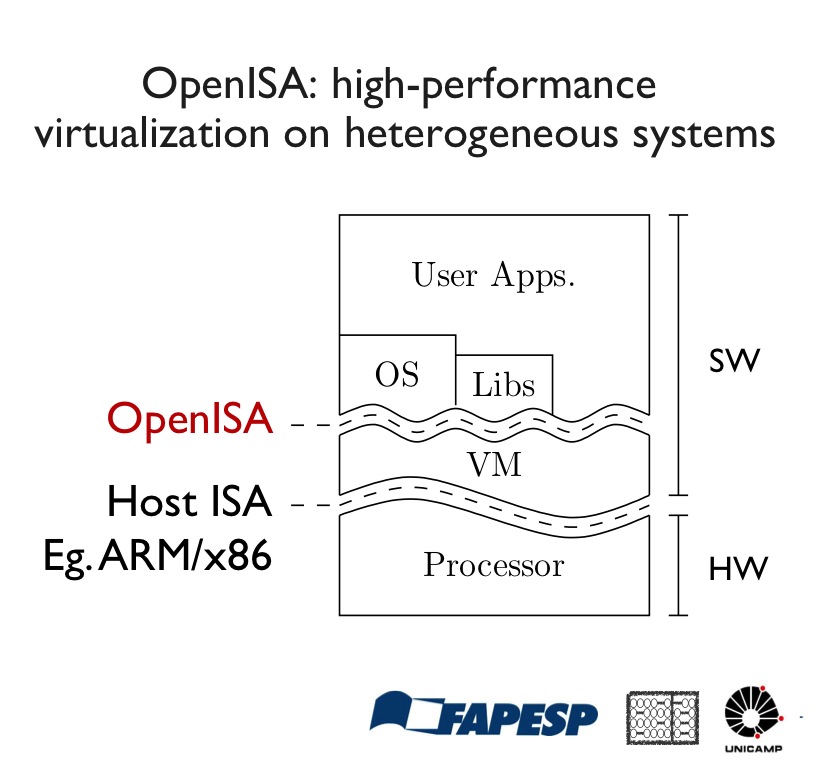 OpenISA: high-performance
virtualization on heterogeneous systems
User Apps.
OS
Libs
SW
OpenISA
VM
Host ISA
Eg. ARM/x86
Processor
HW
FAPESP
UNICAMP